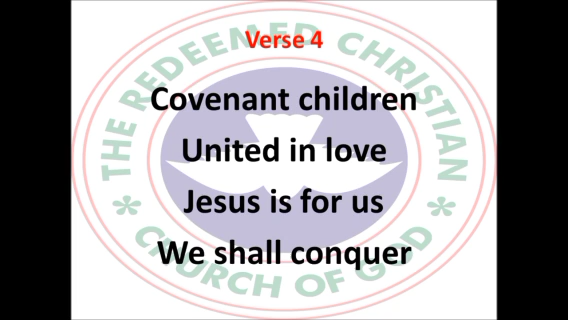 Verse 4
Covenant children
United in love
Jesus is for us
We shall conquer
THE REDEEMED CHRISTIAN
* CHURCH OF GOD *